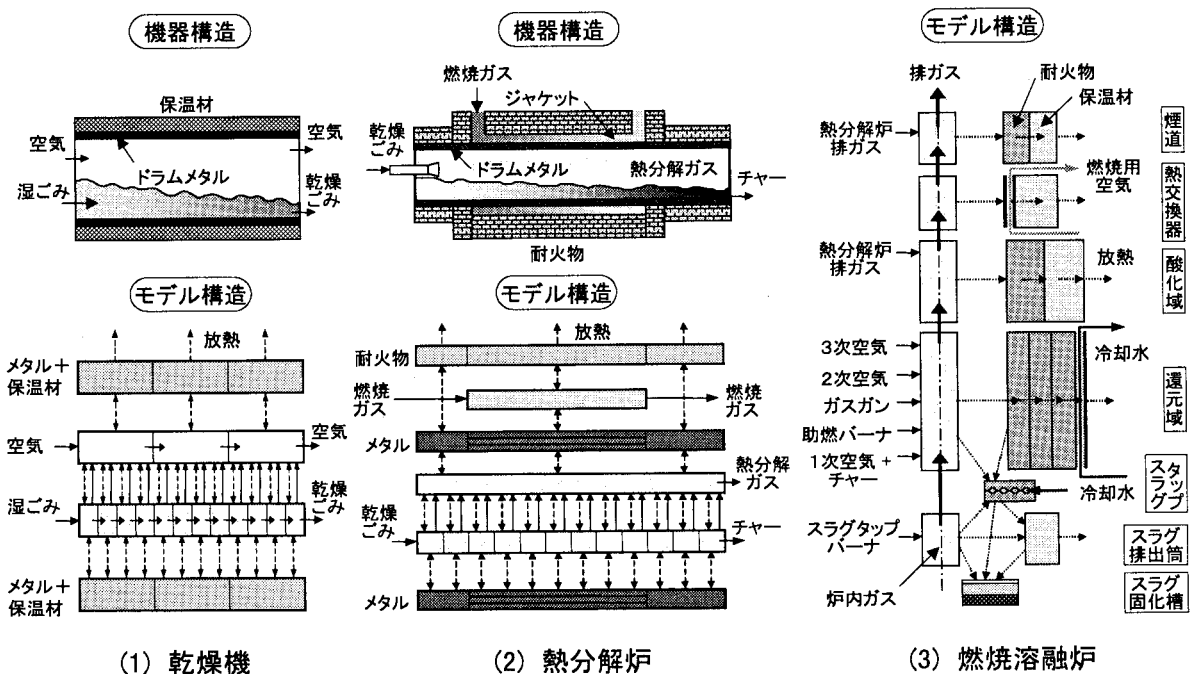 機器構造
保温材
空気
空気
ドラムメタル
湿ごみ
乾燥
ごみ
モデル構造
放熱
メタル＋
保温材
空気
空気
湿ごみ
乾燥
ごみ
メタル＋
保温材
(1) 乾燥機
機器構造
燃焼ガス
ジャケット
乾燥
ごみ
ドラムメタル
熱分解ガス
チャー
耐火物
モデル構造
放熱
耐火物
燃焼
ガス
燃焼
ガス
メタル
熱分解
ガス
乾燥
ごみ
チャー
メタル
(2) 熱分解炉
モデル構造
排ガス
耐火物
保温材
熱分解炉
排ガス
煙道
燃焼用
空気
熱交換器
熱分解炉
排ガス
放熱
酸化域
3次空気
冷却水
2次空気
ガスガン
還元域
助燃バーナ
1次空気＋
チャー
冷却水
スラグ
タップ
スラグタップ
バーナ
スラグ
排出筒
炉内ガス
スラグ
固化槽
(3) 燃焼溶融炉